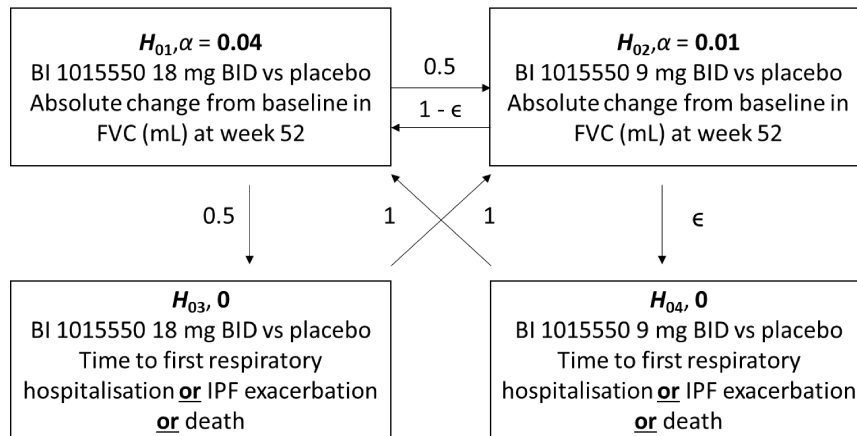 H01,α = 0.04
BI 1015550 18 mg BID vs placebo
Absolute change from baseline in
FVC (mL) at week 52
0.5
1 - ϵ
H02,α = 0.01
BI 1015550 9 mg BID vs placebo
Absolute change from baseline in
FVC (mL) at week 52
0.5
1
1
ϵ
H03, 0
BI 1015550 18 mg BID vs placebo
Time to first respiratory
hospitalisation or IPF exacerbation
or death
H04, 0
BI 1015550 9 mg BID vs placebo
Time to first respiratory
hospitalisation or IPF exacerbation
or death